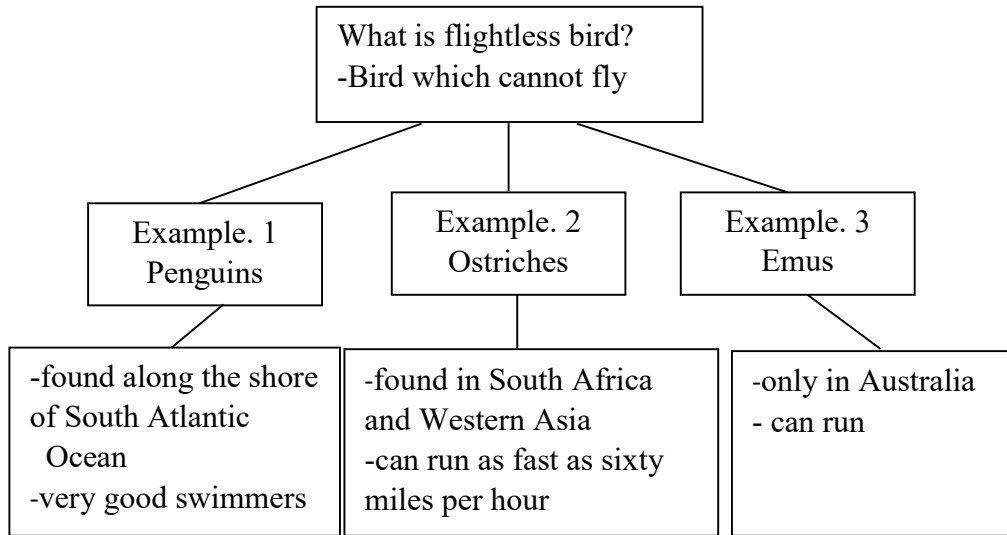 What is flightless bird?
-Bird which cannot fly
Example. 1
Penguins
Example. 2
Ostriches
Example. 3
Emus
-found along the shore
of South Atlantic
Ocean
-very good swimmers
-found in South Africa
and Western Asia
-can run as fast as sixty
miles per hour
-only in Australia
- can run